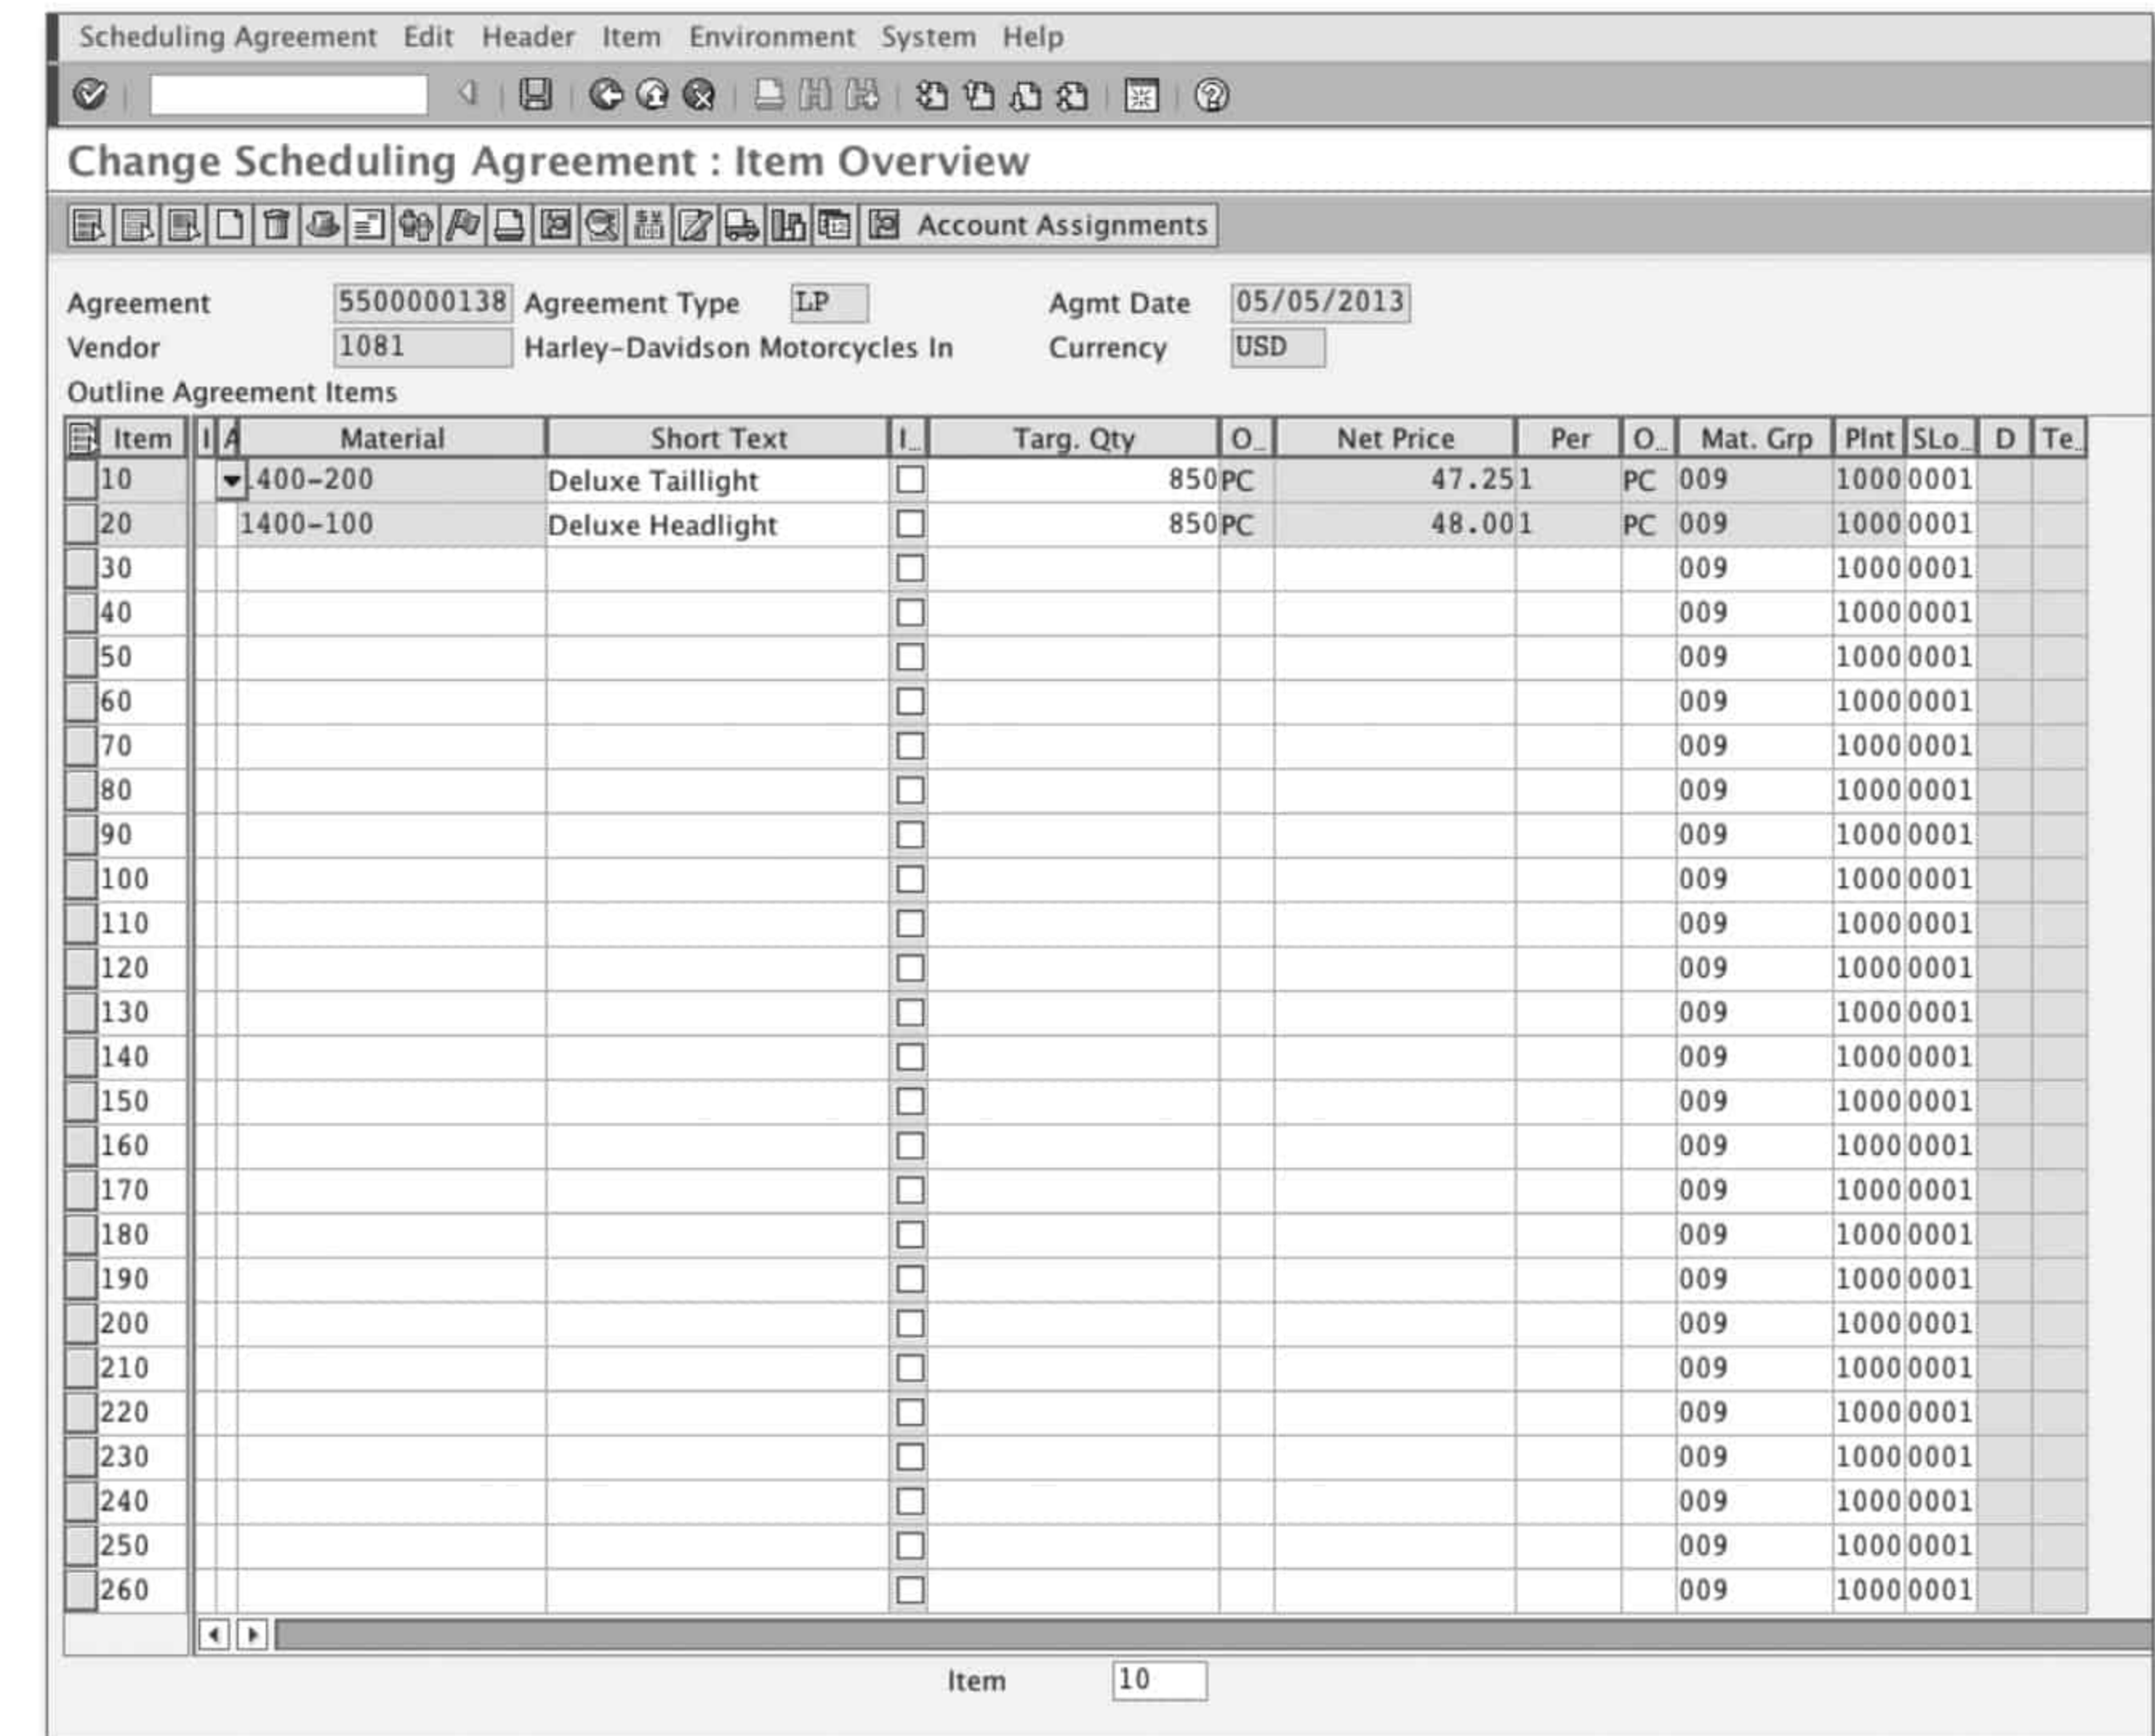 Scheduling Agreement Edit Header Item Environment System Help
Change Scheduling Agreement : Item Overview
Account Assignments
Agreement 5500000138 Agreement Type LP Agmt Date 05/05/2013
Vendor 1081 Harley-Davidson Motorcycles In Currency USD
Outline Agreement Items
Item I A Material Short Text I.. Targ. Qty O.. Net Price Per O.. Mat. Grp Plnt SLo.. D Te..
10 400-200 Deluxe Taillight 850 PC 47.25 1 PC 009 1000 0001
20 1400-100 Deluxe Headlight 850 PC 48.00 1 PC 009 1000 0001
30 009 1000 0001
40 009 1000 0001
50 009 1000 0001
60 009 1000 0001
70 009 1000 0001
80 009 1000 0001
90 009 1000 0001
100 009 1000 0001
110 009 1000 0001
120 009 1000 0001
130 009 1000 0001
140 009 1000 0001
150 009 1000 0001
160 009 1000 0001
170 009 1000 0001
180 009 1000 0001
190 009 1000 0001
200 009 1000 0001
210 009 1000 0001
220 009 1000 0001
230 009 1000 0001
240 009 1000 0001
250 009 1000 0001
260 009 1000 0001
Item 10